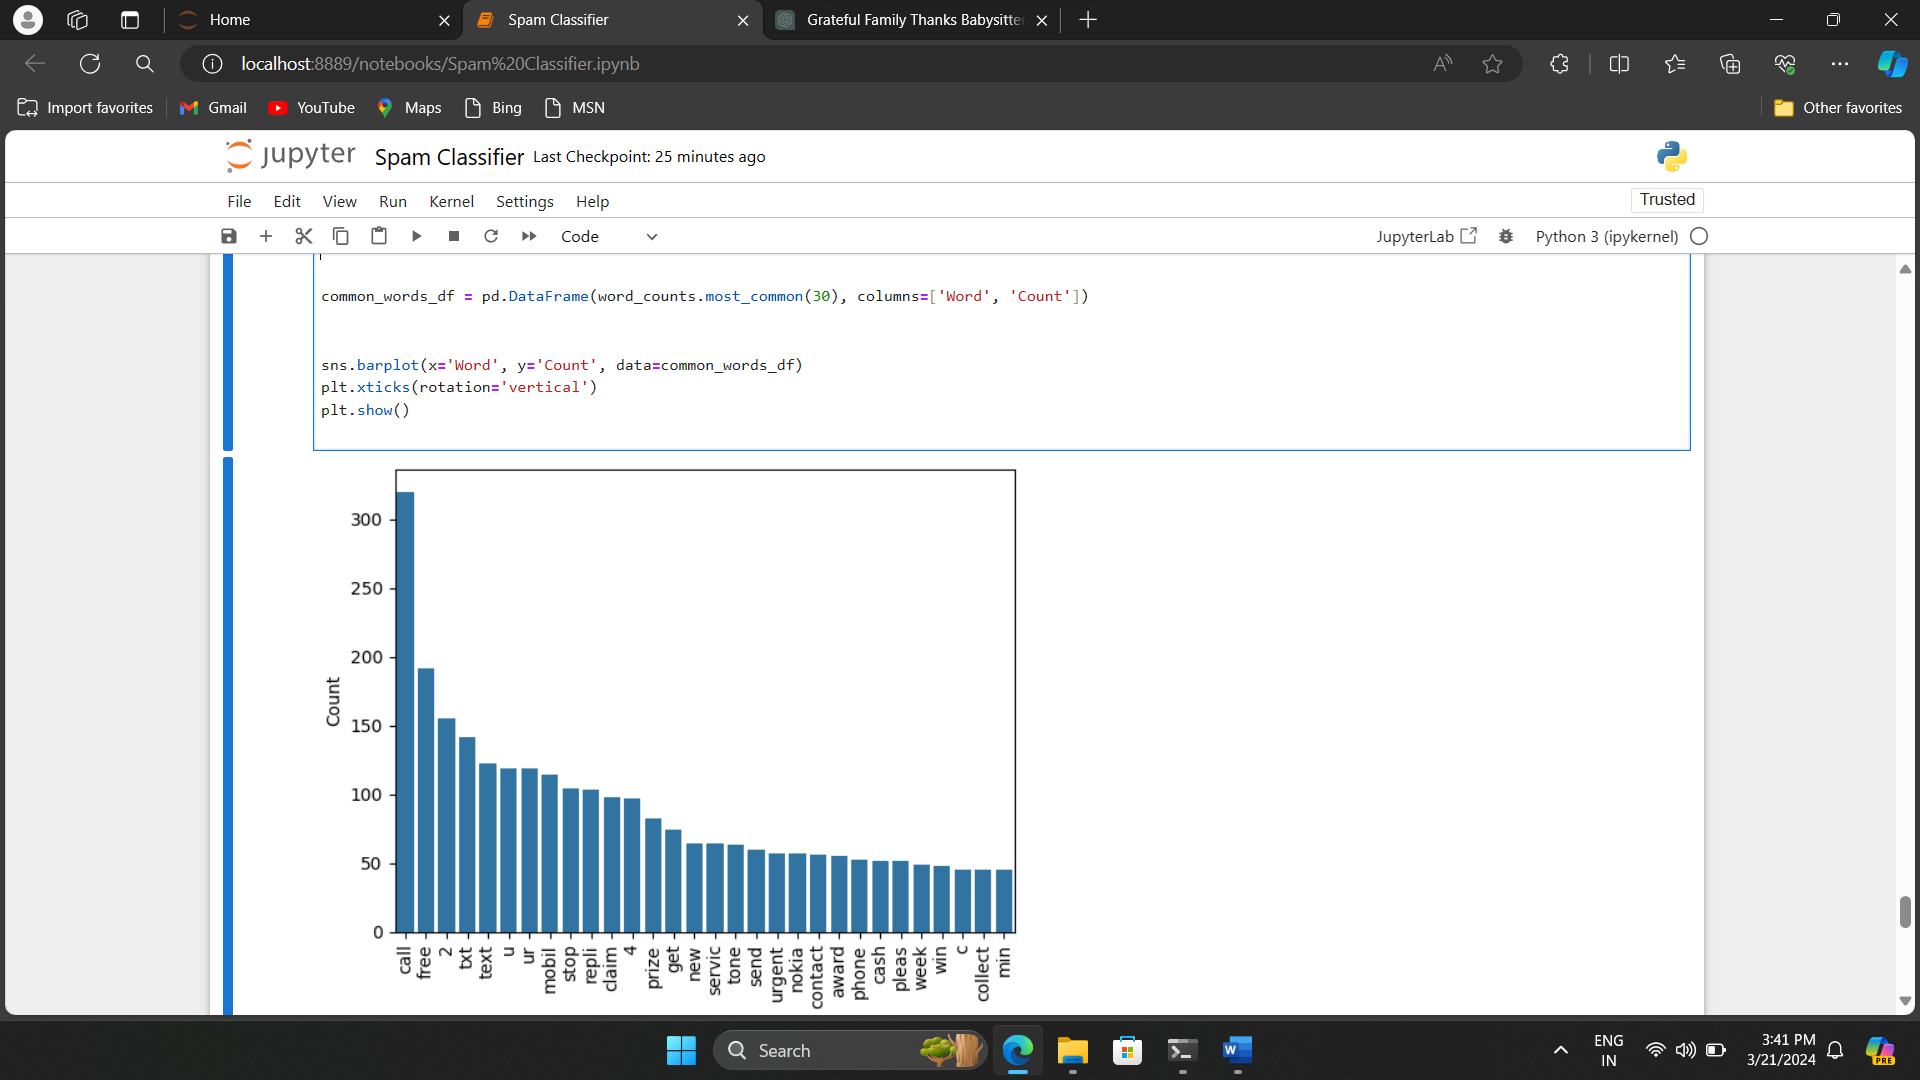 Home
Spam Classifier
Grateful Family Thanks Babysitter
localhost:8889/notebooks/Spam%20Classifier.ipynb
Import favorites
Gmail
YouTube
Maps
Bing
MSN
Other favorites
jupyter Spam Classifier Last Checkpoint: 25 minutes ago
File Edit View Run Kernel Settings Help
Trusted
Code
JupyterLab
Python 3 (ipykernel)
common_words_df = pd.DataFrame(word_counts.most_common(30), columns=['Word', 'Count'])
sns.barplot(x='Word', y='Count', data=common_words_df)
plt.xticks(rotation='vertical')
plt.show()
Count
300
250
200
150
100
50
0
call
free
2
txt
text
u
ur
mobil
stop
repli
claim
4
prize
get
new
servic
tone
send
urgent
nokia
contact
award
phone
cash
pleas
week
win
c
collect
min
Search
ENG
IN
3:41 PM
3/21/2024
PRE